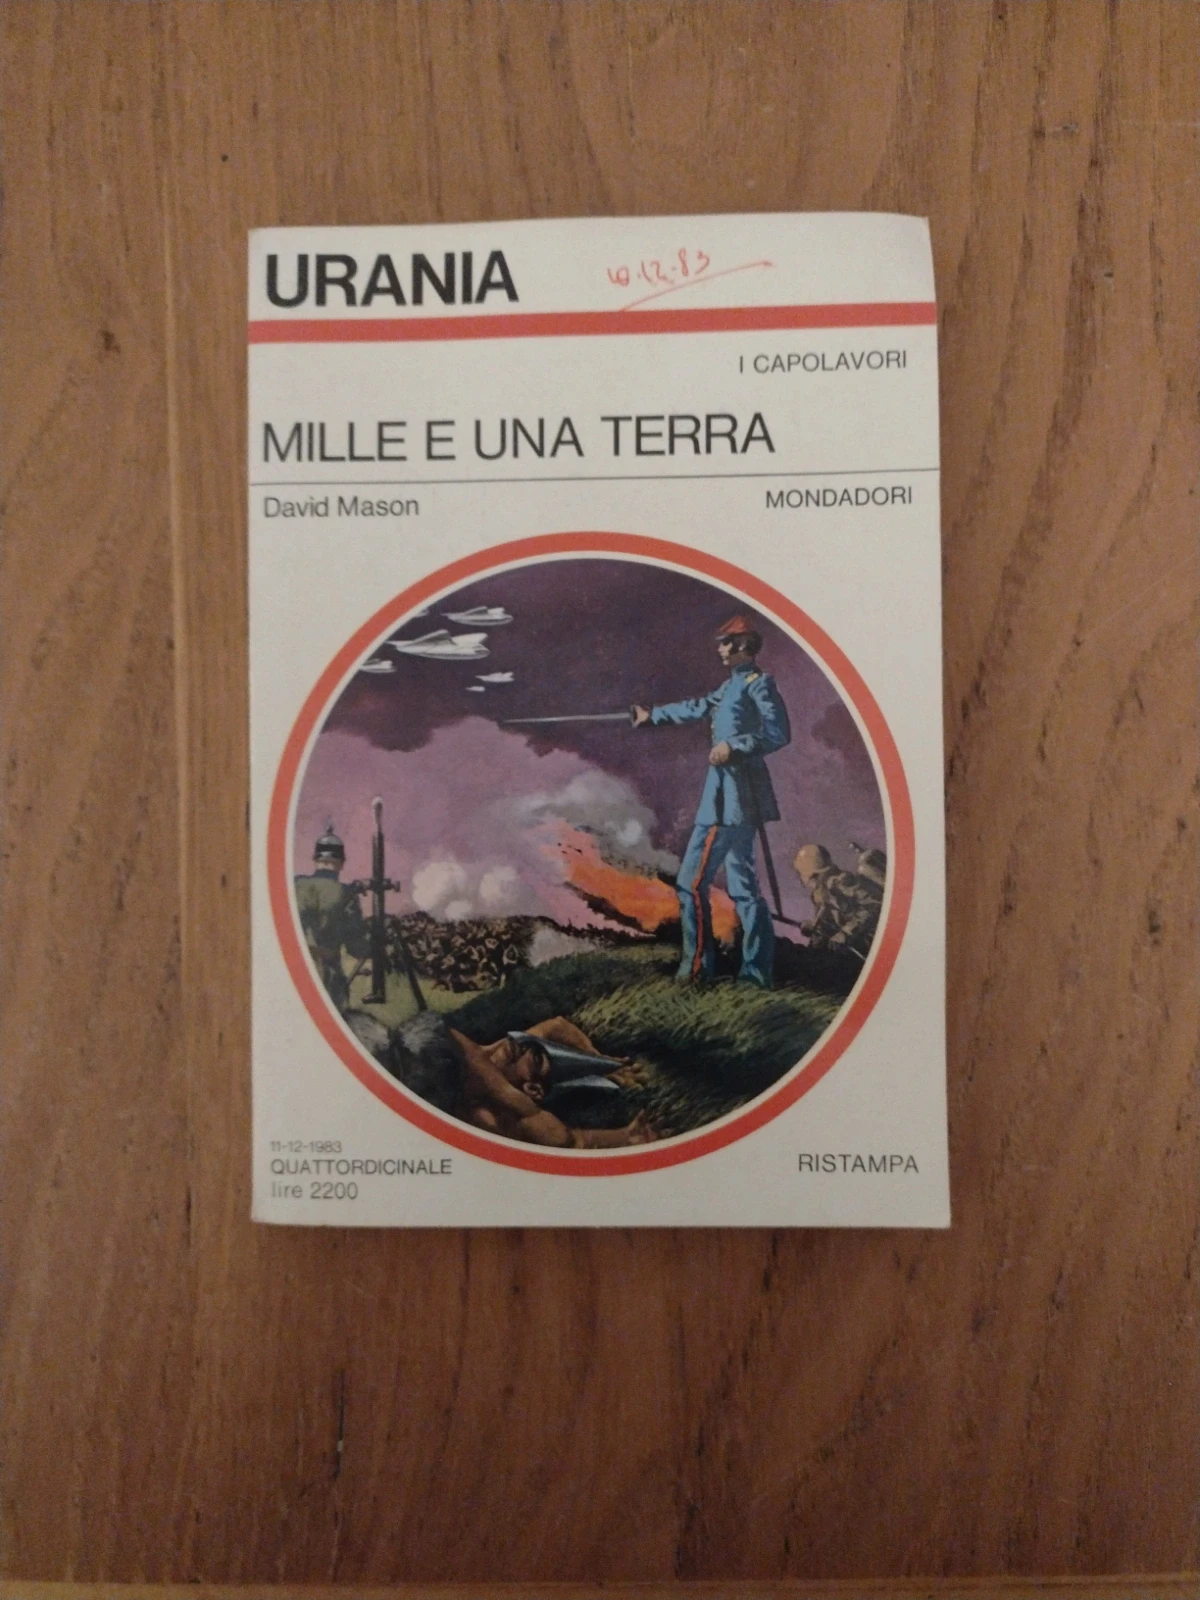 URANIA
10.12.83
I CAPOLAVORI
MILLE E UNA TERRA
David Mason
MONDADORI
11-12-1983
QUATTORDICINALE
lire 2200
RISTAMPA